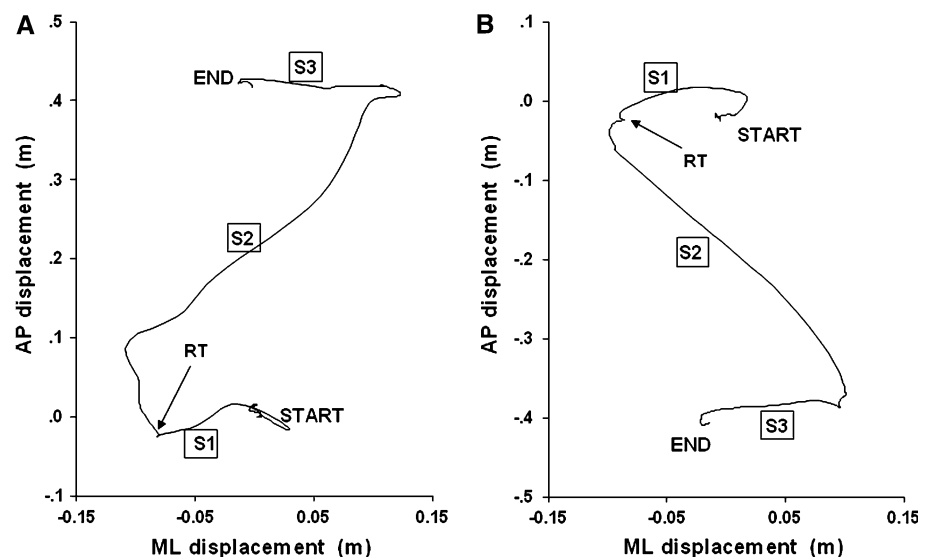 A
AP displacement (m)
.5
.4
.3
.2
.1
.0
-.1
END
S3
S2
RT
START
S1
-0.15
-0.05
0.05
0.15
ML displacement (m)
B
AP displacement (m)
.1
.0
-.1
-.2
-.3
-.4
-.5
S1
START
RT
S2
S3
END
-0.15
-0.05
0.05
0.15
ML displacement (m)